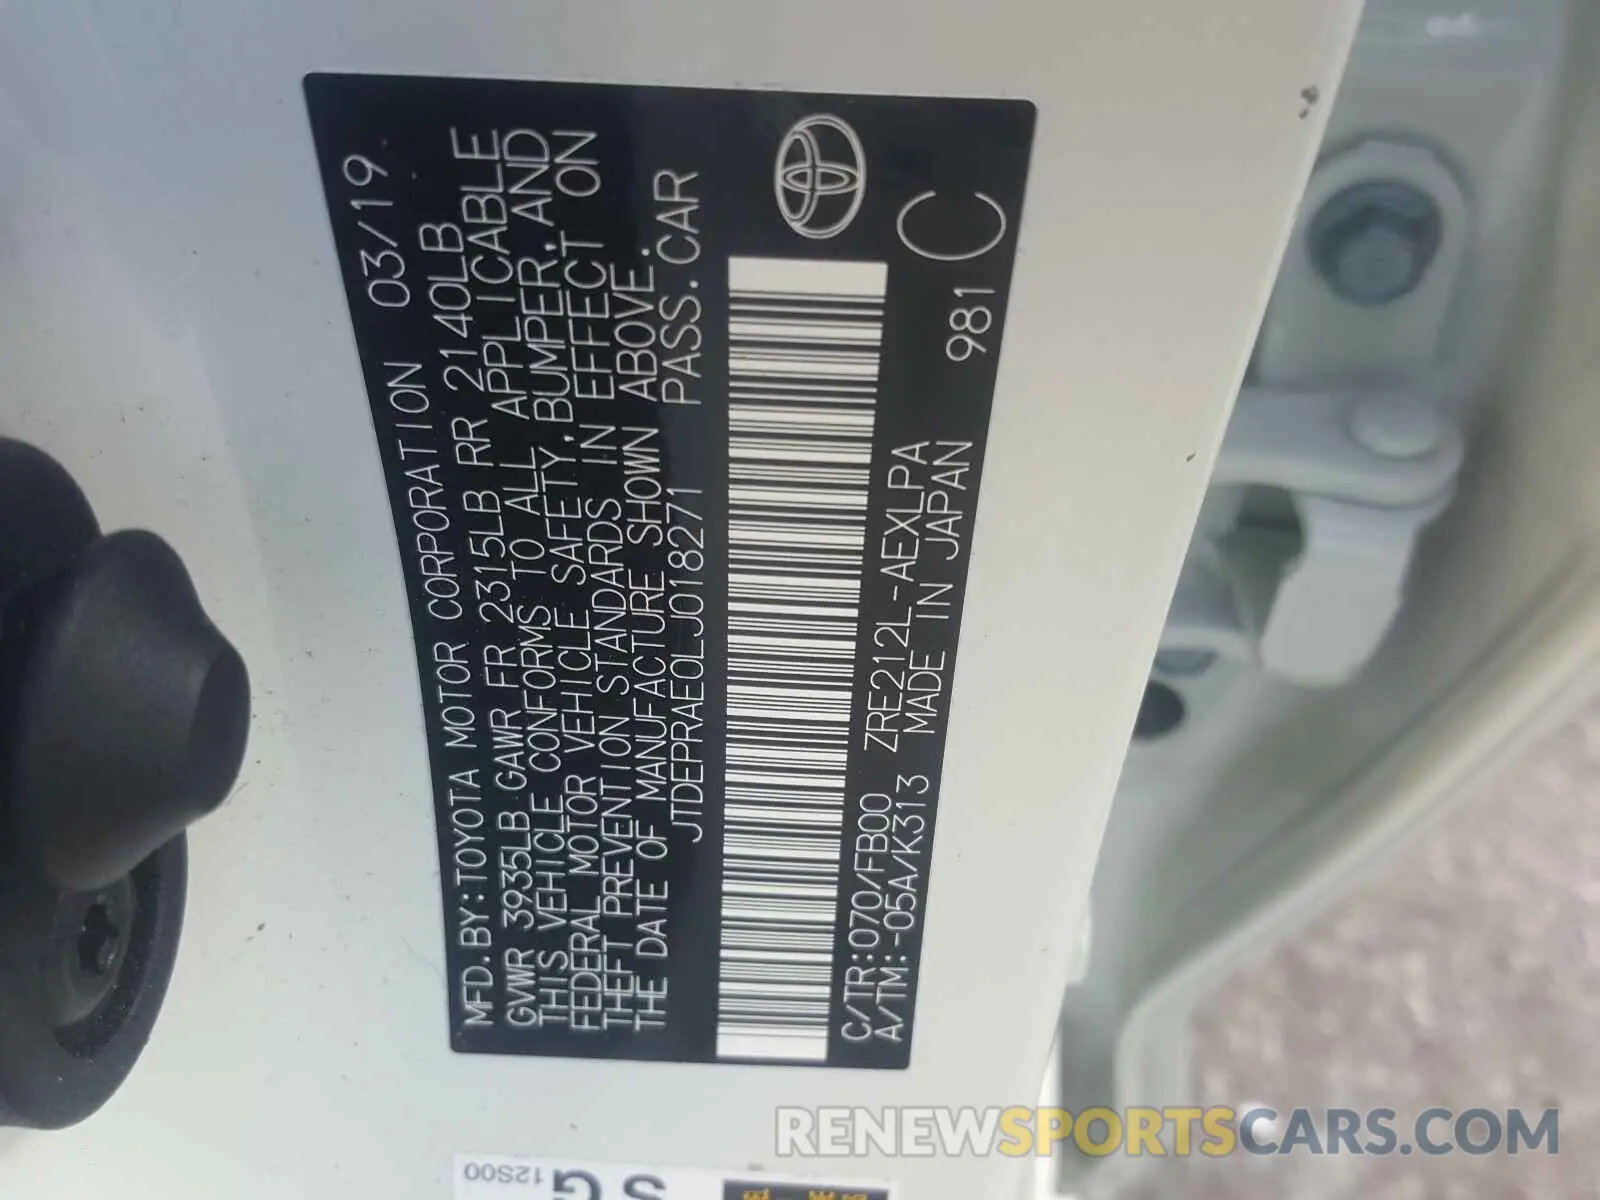 MFD.BY:TOYOTA MOTOR CORPORATION 03/19
GVWR 3935LB GAWR FR 2315LB RR 2140LB
THIS VEHICLE CONFORMS TO ALL APPLICABLE
FEDERAL MOTOR VEHICLE SAFETY,BUMPER,AND
THEFT PREVENTION STANDARDS IN EFFECT ON
THE DATE OF MANUFACTURE SHOWN ABOVE.
JTDEPRAE0LJ018271 PASS.CAR
C/TR:070/FB00 ZRE212L-AEXLPA
A/TM:-05A/K313 MADE IN JAPAN
981 C
12S00
SG
RENEWSPORTSCARS.COM